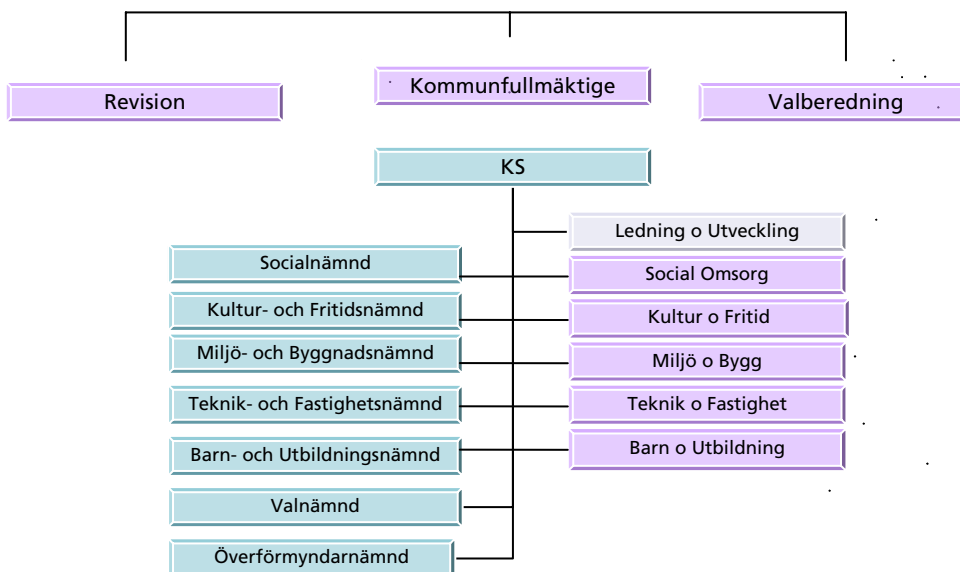 Revision
Kommunfullmäktige
Valberedning
KS
Ledning o Utveckling
Socialnämnd
Social Omsorg
Kultur- och Fritidsnämnd
Kultur o Fritid
Miljö- och Byggnadsnämnd
Miljö o Bygg
Teknik- och Fastighetsnämnd
Teknik o Fastighet
Barn- och Utbildningsnämnd
Barn o Utbildning
Valnämnd
Överförmyndarnämnd